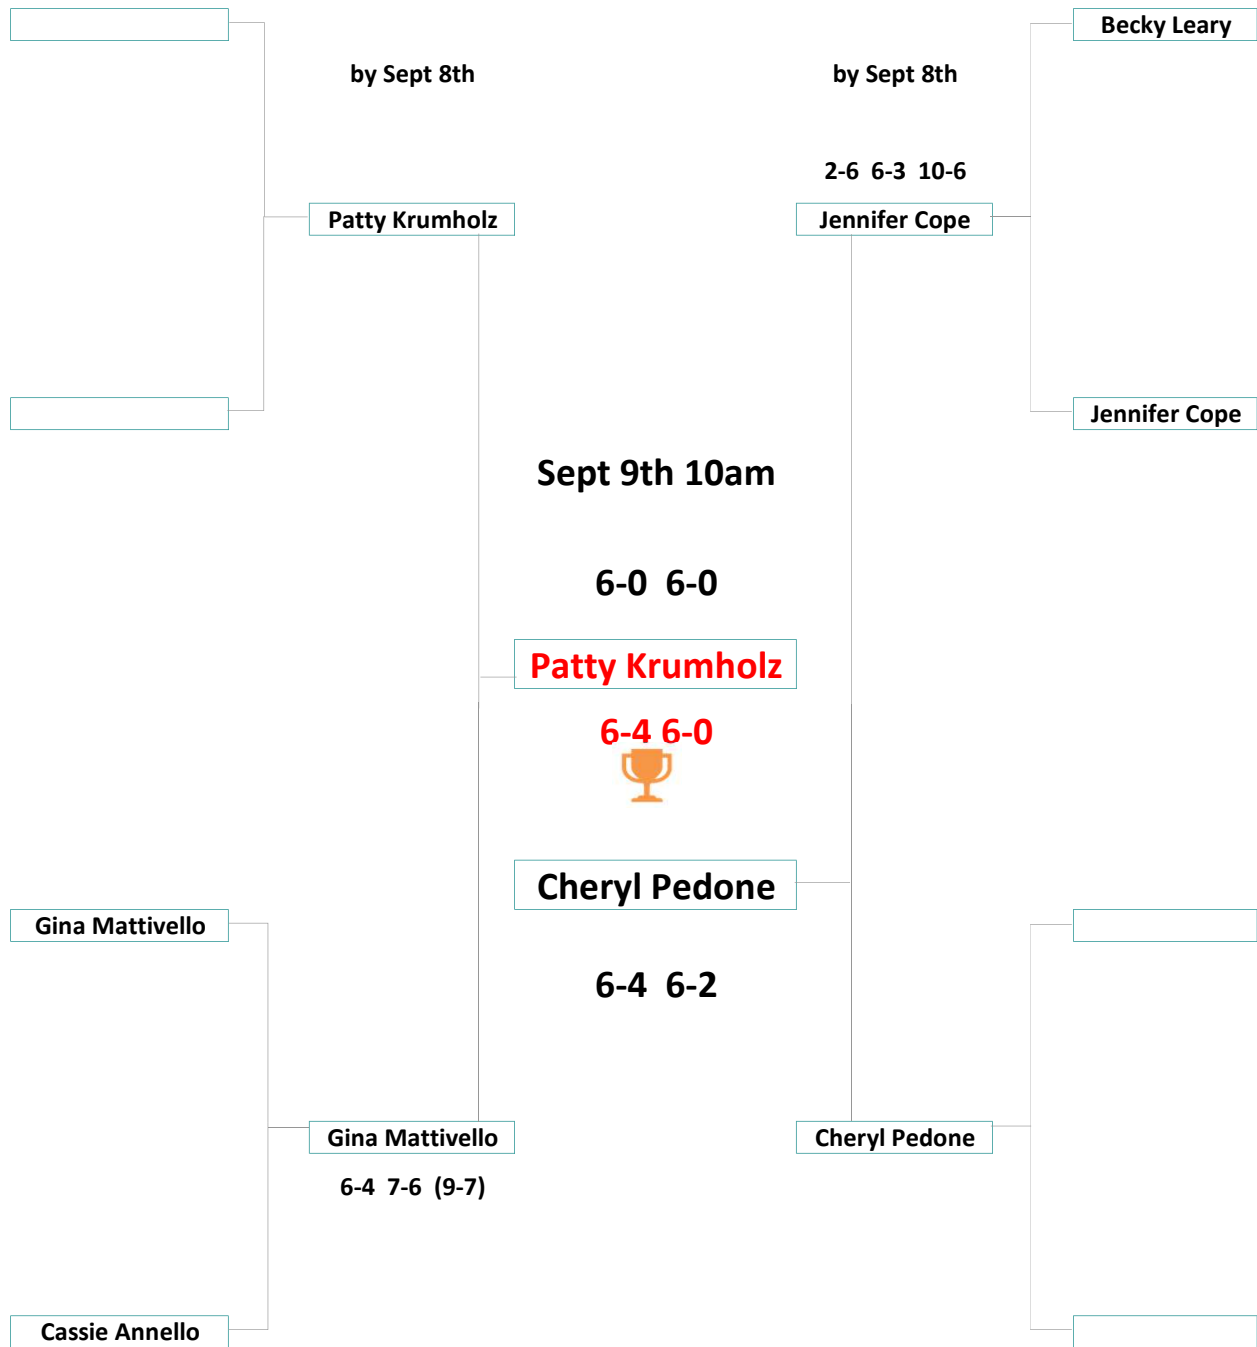 Becky Leary
by Sept 8th
by Sept 8th
2-6 6-3 10-6
Patty Krumholz
Jennifer Cope
Jennifer Cope
Sept 9th 10am
6-0 6-0
Patty Krumholz
6-4 6-0
Cheryl Pedone
Gina Mattivello
6-4 6-2
Gina Mattivello
Cheryl Pedone
6-4 7-6 (9-7)
Cassie Annello